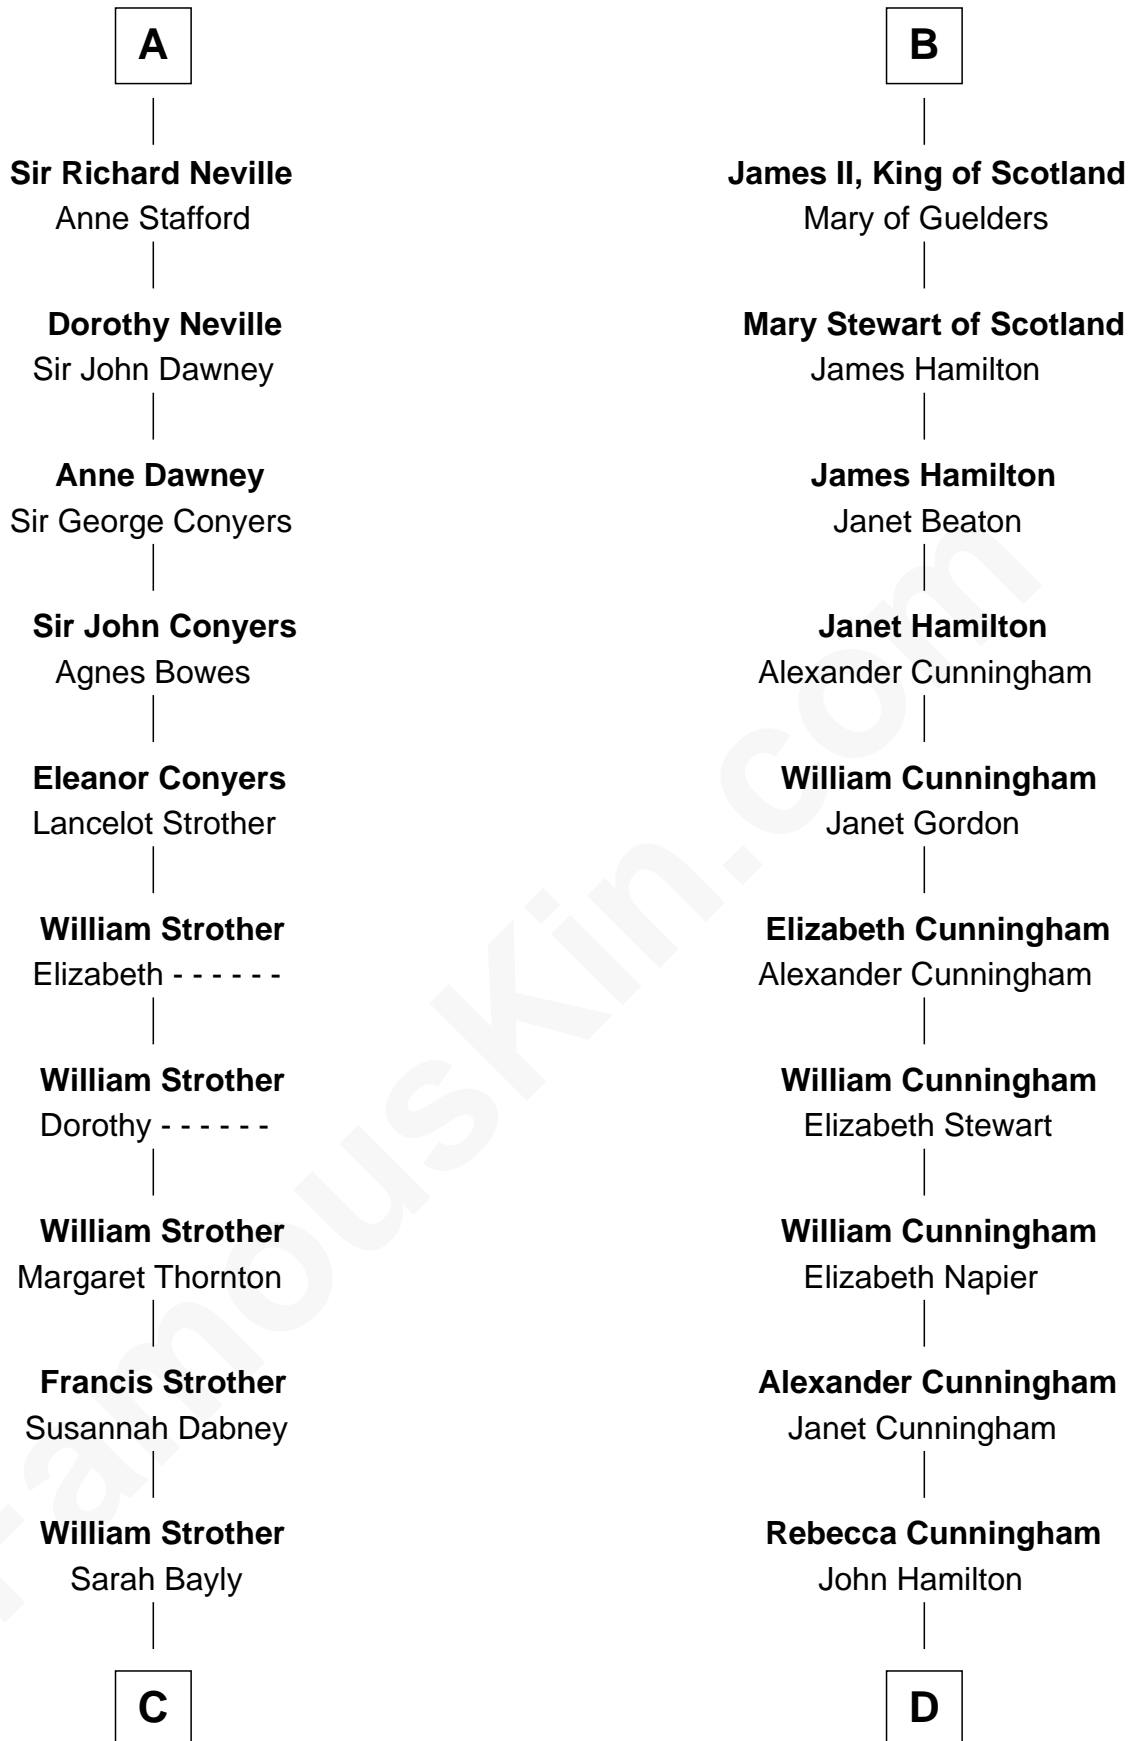 A
Sir Richard Neville
Anne Stafford
Dorothy Neville
Sir John Dawney
Anne Dawney
Sir George Conyers
Sir John Conyers
Agnes Bowes
Eleanor Conyers
Lancelot Strother
William Strother
Elizabeth - - - - - -
William Strother
Dorothy - - - - - -
William Strother
Margaret Thornton
Francis Strother
Susannah Dabney
William Strother
Sarah Bayly
C
B
James II, King of Scotland
Mary of Guelders
Mary Stewart of Scotland
James Hamilton
James Hamilton
Janet Beaton
Janet Hamilton
Alexander Cunningham
William Cunningham
Janet Gordon
Elizabeth Cunningham
Alexander Cunningham
William Cunningham
Elizabeth Stewart
William Cunningham
Elizabeth Napier
Alexander Cunningham
Janet Cunningham
Rebecca Cunningham
John Hamilton
D
FamousKin.com